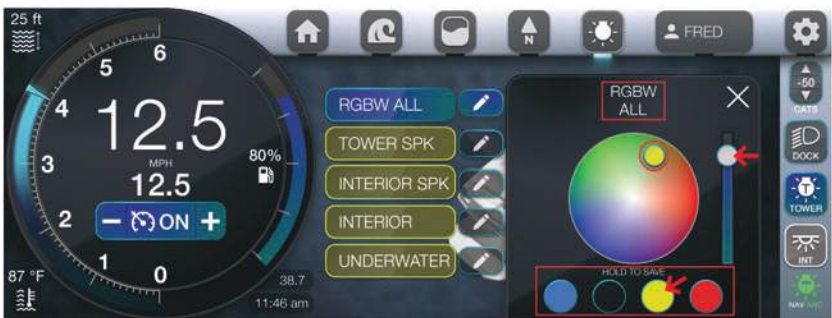 25 ft
6
5
4
3
2
1
0
12.5
MPH
12.5
80%
- ON +
87 °F
38.7
11:46 am
N
FRED
RGBW ALL
TOWER SPK
INTERIOR SPK
INTERIOR
UNDERWATER
RGBW
ALL
HOLD TO SAVE
-50
CATS
DOCK
T
TOWER
INT
NAV ANC